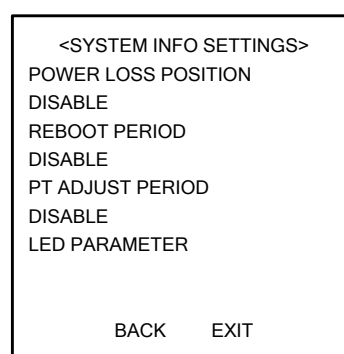 <SYSTEM INFO SETTINGS>
POWER LOSS POSITION
DISABLE
REBOOT PERIOD
DISABLE
PT ADJUST PERIOD
DISABLE
LED PARAMETER
BACK EXIT